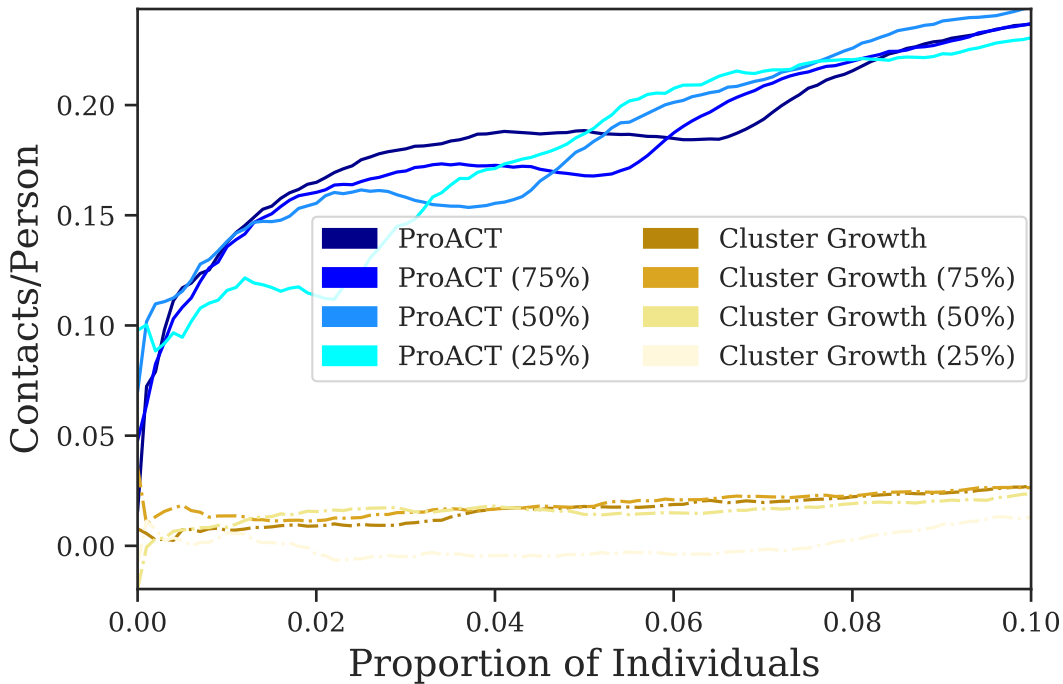 0.20
0.15
0.10
0.05
0.00
Contacts/Person
ProACT
ProACT (75%)
ProACT (50%)
ProACT (25%)
Cluster Growth
Cluster Growth (75%)
Cluster Growth (50%)
Cluster Growth (25%)
0.00 0.02 0.04 0.06 0.08 0.10
Proportion of Individuals